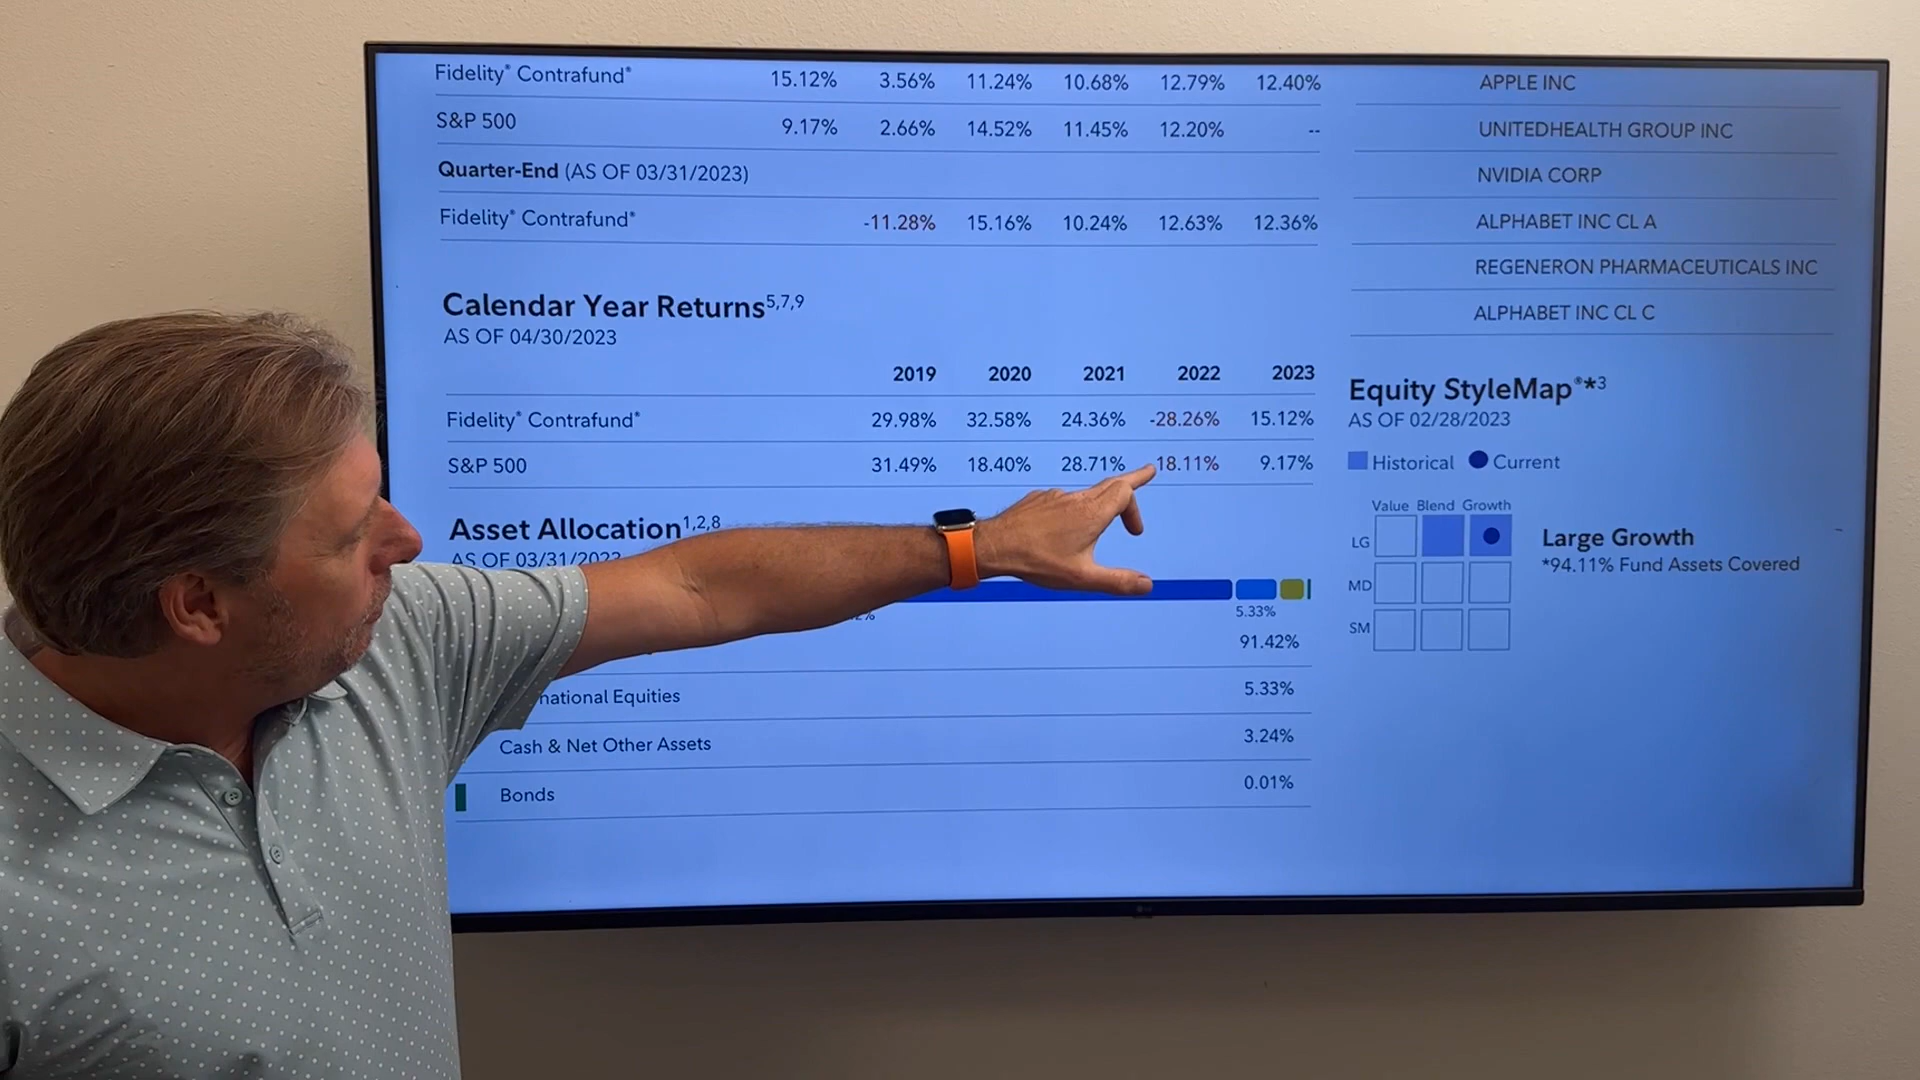 Fidelity® Contrafund® 15.12% 3.56% 11.24% 10.68% 12.79% 12.40%
S&P 500 9.17% 2.66% 14.52% 11.45% 12.20% --
Quarter-End (AS OF 03/31/2023)
Fidelity® Contrafund® -11.28% 15.16% 10.24% 12.63% 12.36%
Calendar Year Returns5,7,9
AS OF 04/30/2023
2019 2020 2021 2022 2023
Fidelity® Contrafund® 29.98% 32.58% 24.36% -28.26% 15.12%
S&P 500 31.49% 18.40% 28.71% 18.11% 9.17%
Asset Allocation1,2,8
AS OF 03/31/2023
5.33%
91.42%
national Equities 5.33%
Cash & Net Other Assets 3.24%
Bonds 0.01%
APPLE INC
UNITEDHEALTH GROUP INC
NVIDIA CORP
ALPHABET INC CL A
REGENERON PHARMACEUTICALS INC
ALPHABET INC CL C
Equity StyleMap®*3
AS OF 02/28/2023
Historical Current
Value Blend Growth
LG
MD
SM
Large Growth
*94.11% Fund Assets Covered